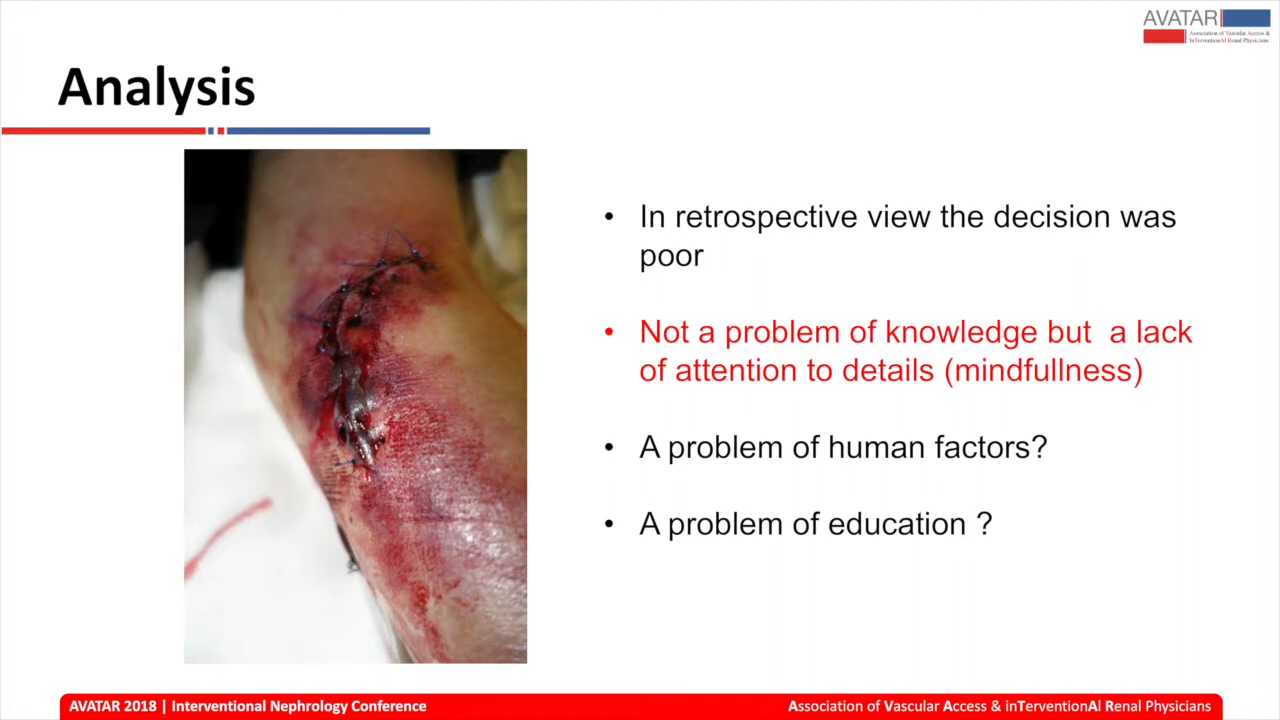 AVATAR
Association of Vascular Access &
InTerventionAl Renal Physicians
Analysis
• In retrospective view the decision was
poor
• Not a problem of knowledge but a lack
of attention to details (mindfullness)
• A problem of human factors?
• A problem of education ?
AVATAR 2018 | Interventional Nephrology Conference
Association of Vascular Access & inTerventionAl Renal Physicians